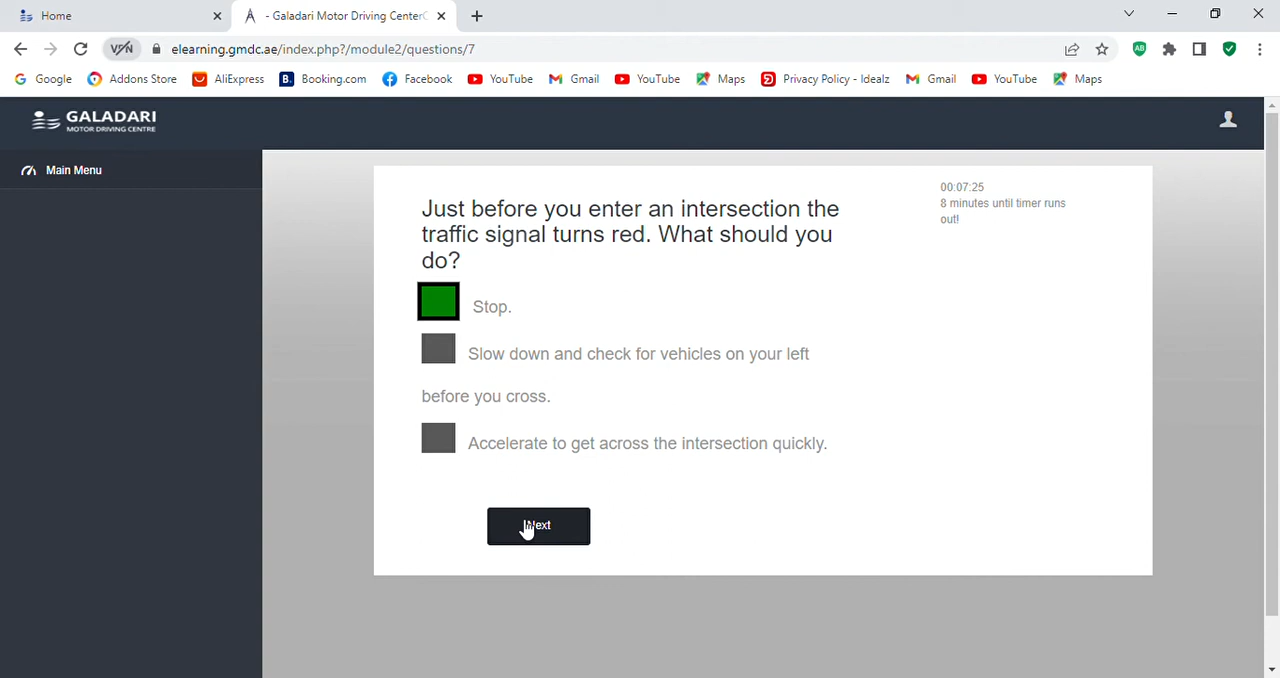 Home
- Galadari Motor Driving Center
VPN elearning.gmdc.ae/index.php?/module2/questions/7
Google Addons Store AliExpress Booking.com Facebook YouTube Gmail YouTube Maps Privacy Policy - Idealz Gmail YouTube Maps
GALADARI
MOTOR DRIVING CENTRE
Main Menu
00:07:25
8 minutes until timer runs
out!
Just before you enter an intersection the
traffic signal turns red. What should you
do?
Stop.
Slow down and check for vehicles on your left
before you cross.
Accelerate to get across the intersection quickly.
Next